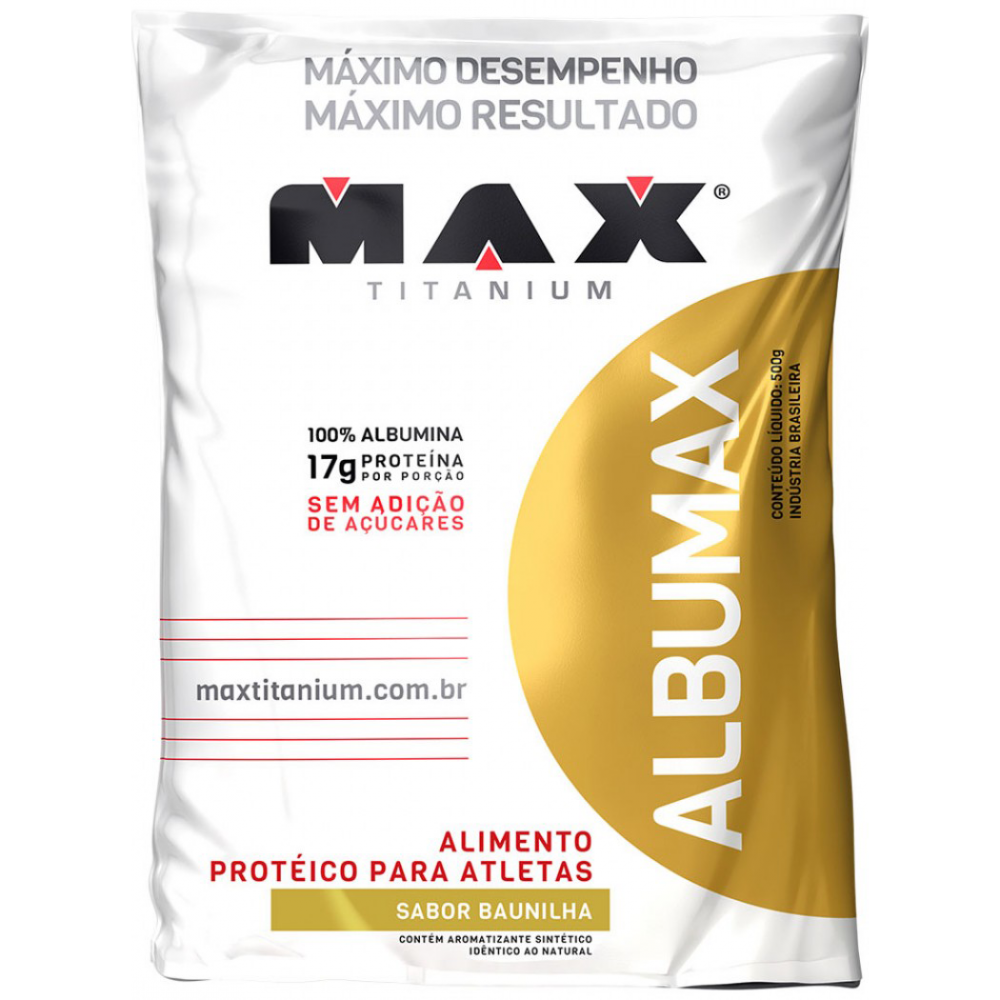 MÁXIMO DESEMPENHO
MÁXIMO RESULTADO
MAX®
TITANIUM
100% ALBUMINA
17g PROTEÍNA
POR PORÇÃO
SEM ADIÇÃO
DE AÇUCARES
maxtitanium.com.br
ALBUMAX
CONTEÚDO LÍQUIDO: 500g
INDÚSTRIA BRASILEIRA
ALIMENTO
PROTÉICO PARA ATLETAS
SABOR BAUNILHA
CONTÉM AROMATIZANTE SINTÉTICO
IDÊNTICO AO NATURAL